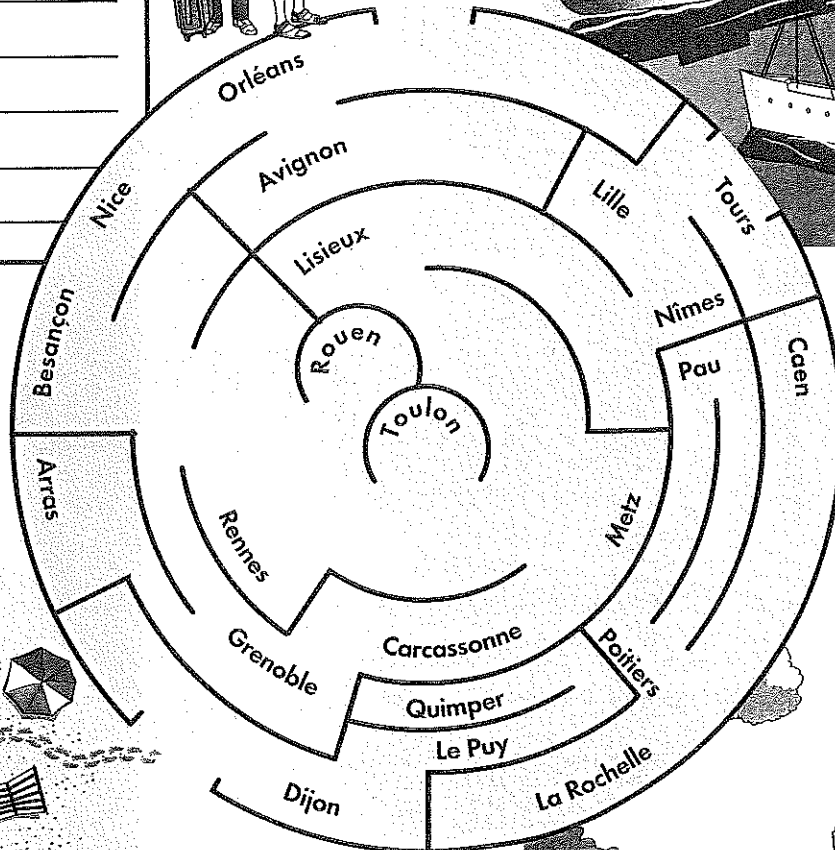 Orléans
Avignon
Nice
Lille
Tours
Lisieux
Nîmes
Besançon
Rouen
Pau
Caen
Toulon
Arras
Rennes
Metz
Grenoble
Carcassonne
Poitiers
Quimper
Le Puy
La Rochelle
Dijon